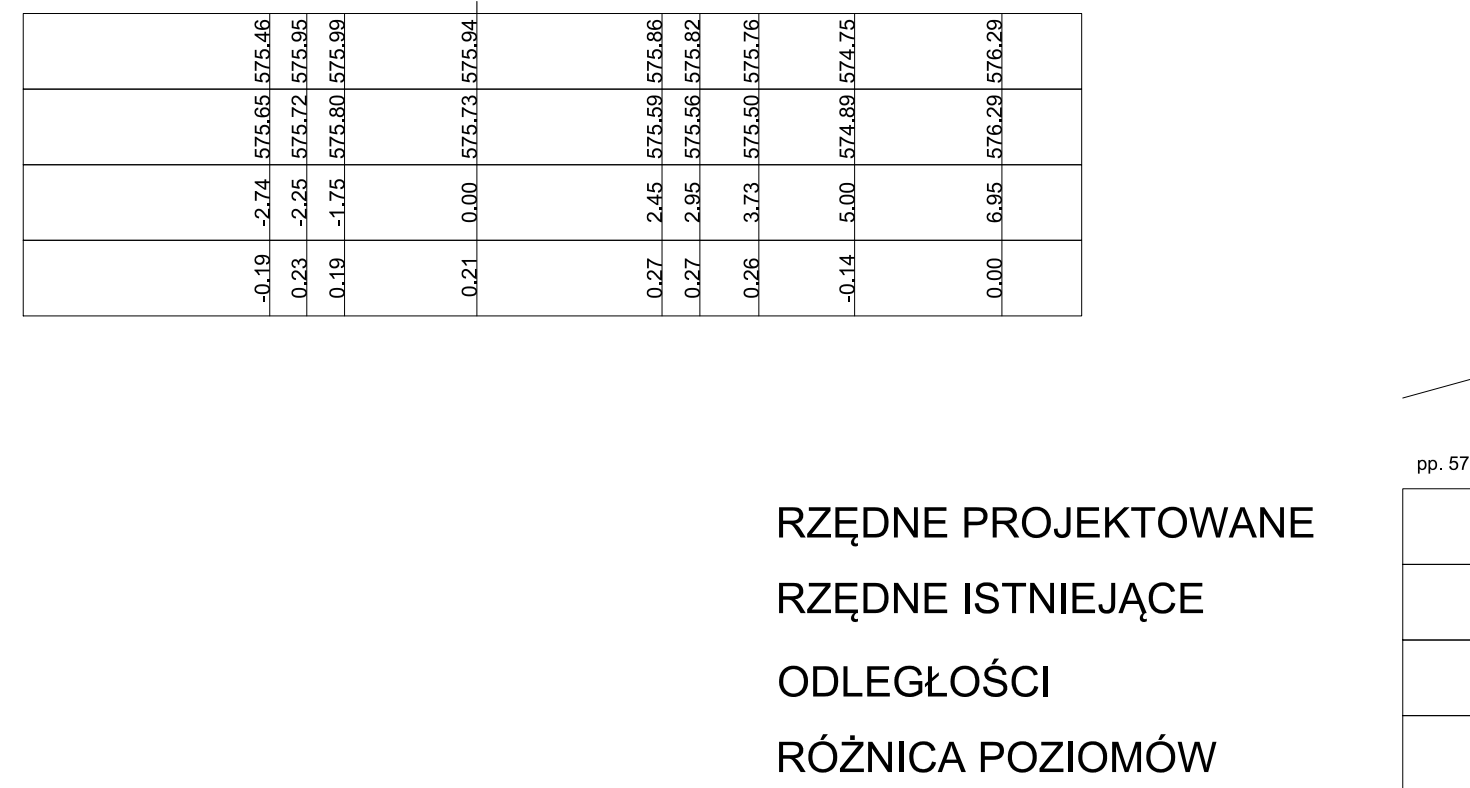 575.46 575.95 575.99 575.94 575.86 575.82 575.76 574.75 576.29
575.65 575.72 575.80 575.73 575.59 575.56 575.50 574.89 576.29
-2.74 -2.25 -1.75 0.00 2.45 2.95 3.73 5.00 6.95
-0.19 0.23 0.19 0.21 0.27 0.27 0.26 -0.14 0.00
pp. 57
RZĘDNE PROJEKTOWANE
RZĘDNE ISTNIEJĄCE
ODLEGŁOŚCI
RÓŻNICA POZIOMÓW